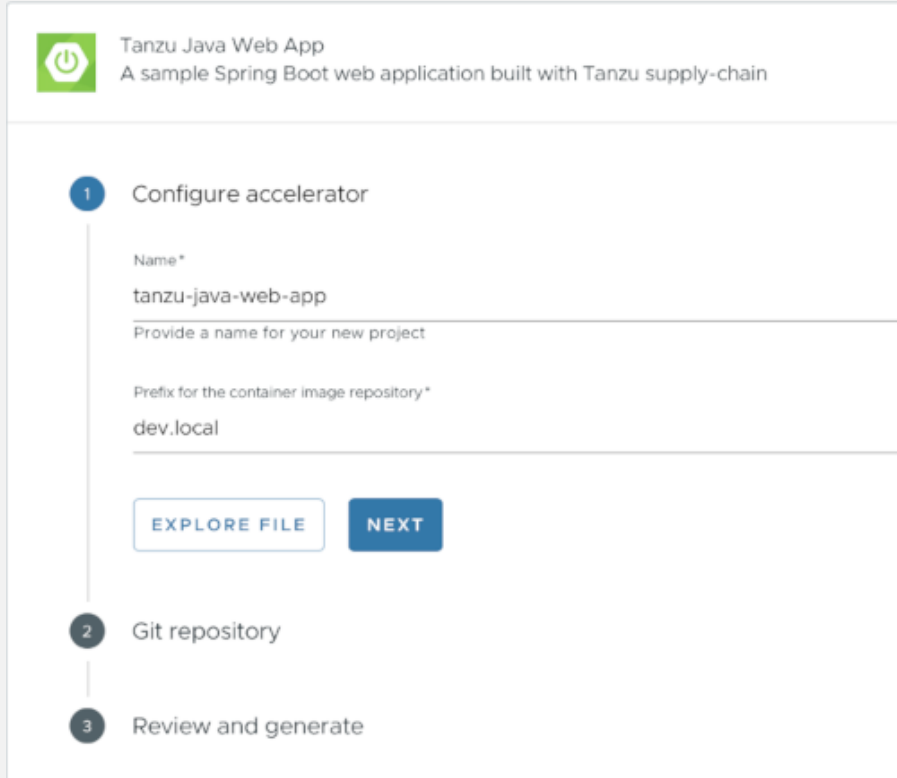 Tanzu Java Web App
A sample Spring Boot web application built with Tanzu supply-chain
1
Configure accelerator
Name*
tanzu-java-web-app
Provide a name for your new project
Prefix for the container image repository*
dev.local
EXPLORE FILE
NEXT
2
Git repository
3
Review and generate